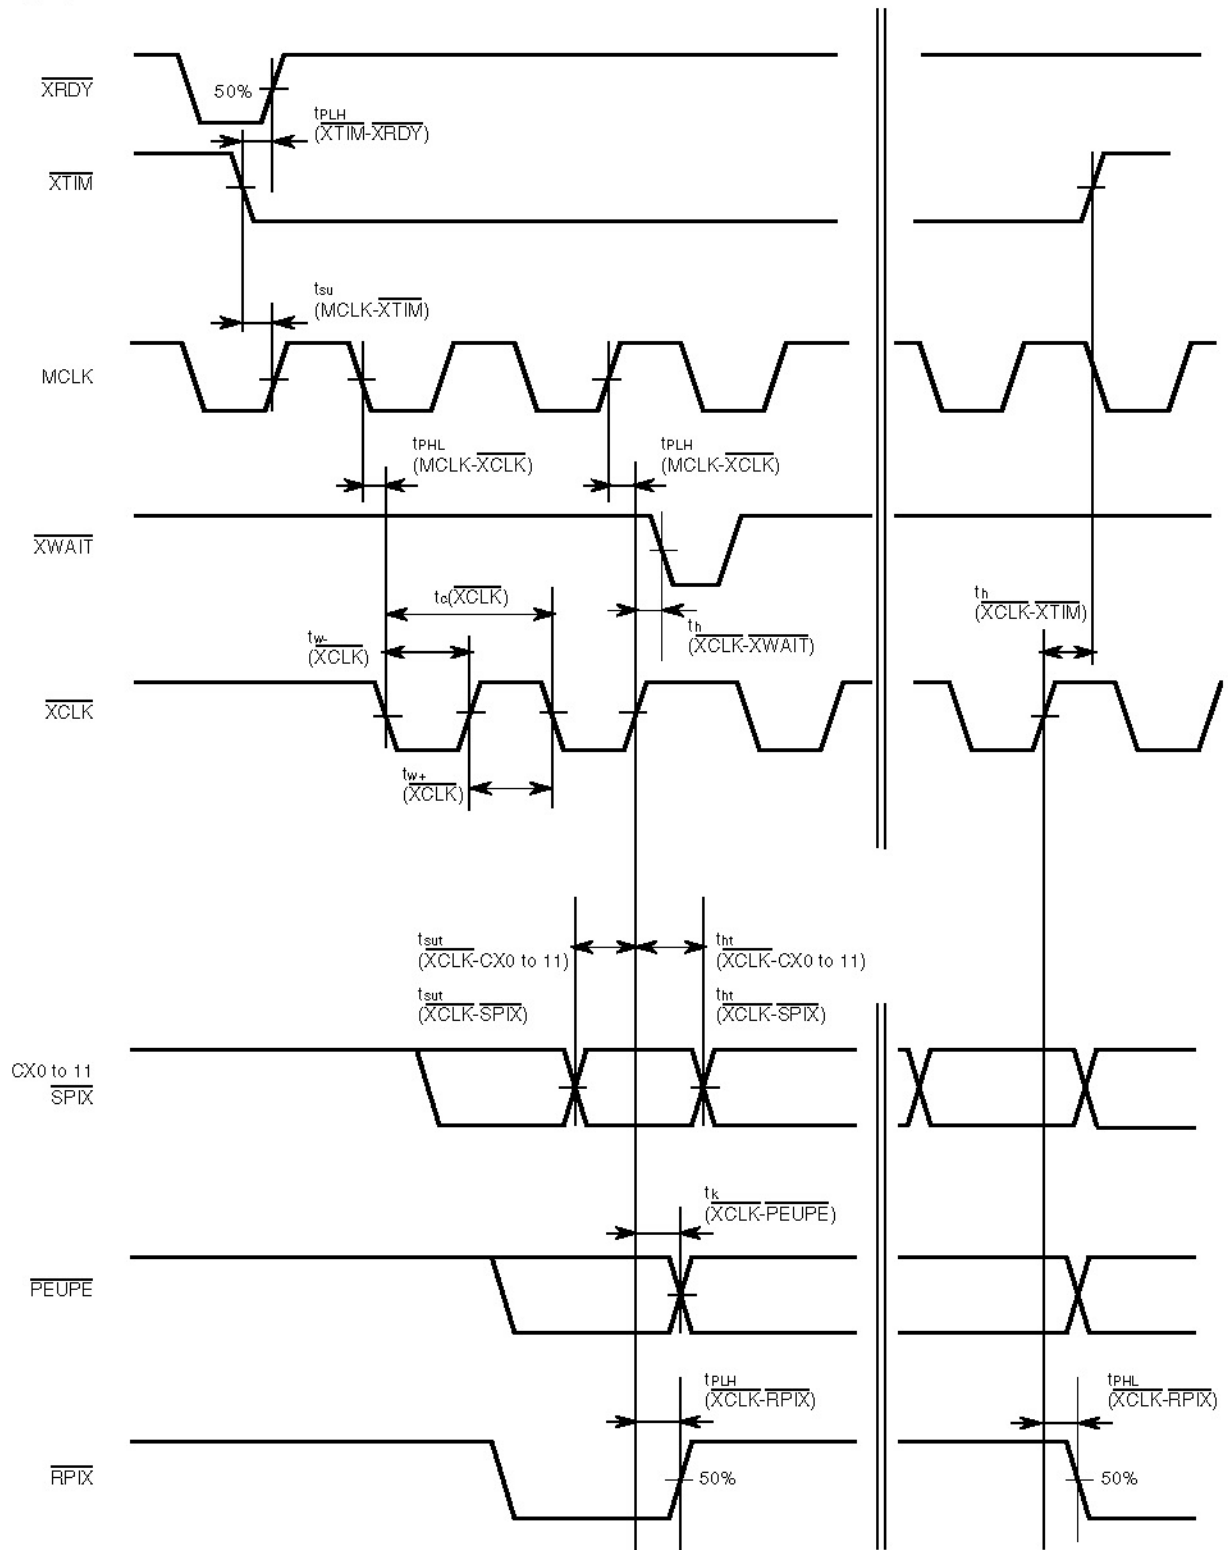 XRDY
50%
tPLH
(XTIM-XRDY)
XTIM
tsu
(MCLK-XTIM)
MCLK
tPHL
(MCLK-XCLK)
tPLH
(MCLK-XCLK)
XWAIT
tc(XCLK)
th
(XCLK-XTIM)
tw-
(XCLK)
th
(XCLK-XWAIT)
XCLK
tw+
(XCLK)
tsut
(XCLK-CX0 to 11)
tht
(XCLK-CX0 to 11)
tsut
(XCLK-SPIX)
tht
(XCLK-SPIX)
CX0 to 11
SPIX
tk
(XCLK-PEUPE)
PEUPE
tPLH
(XCLK-RPIX)
tPHL
(XCLK-RPIX)
RPIX
50%
50%